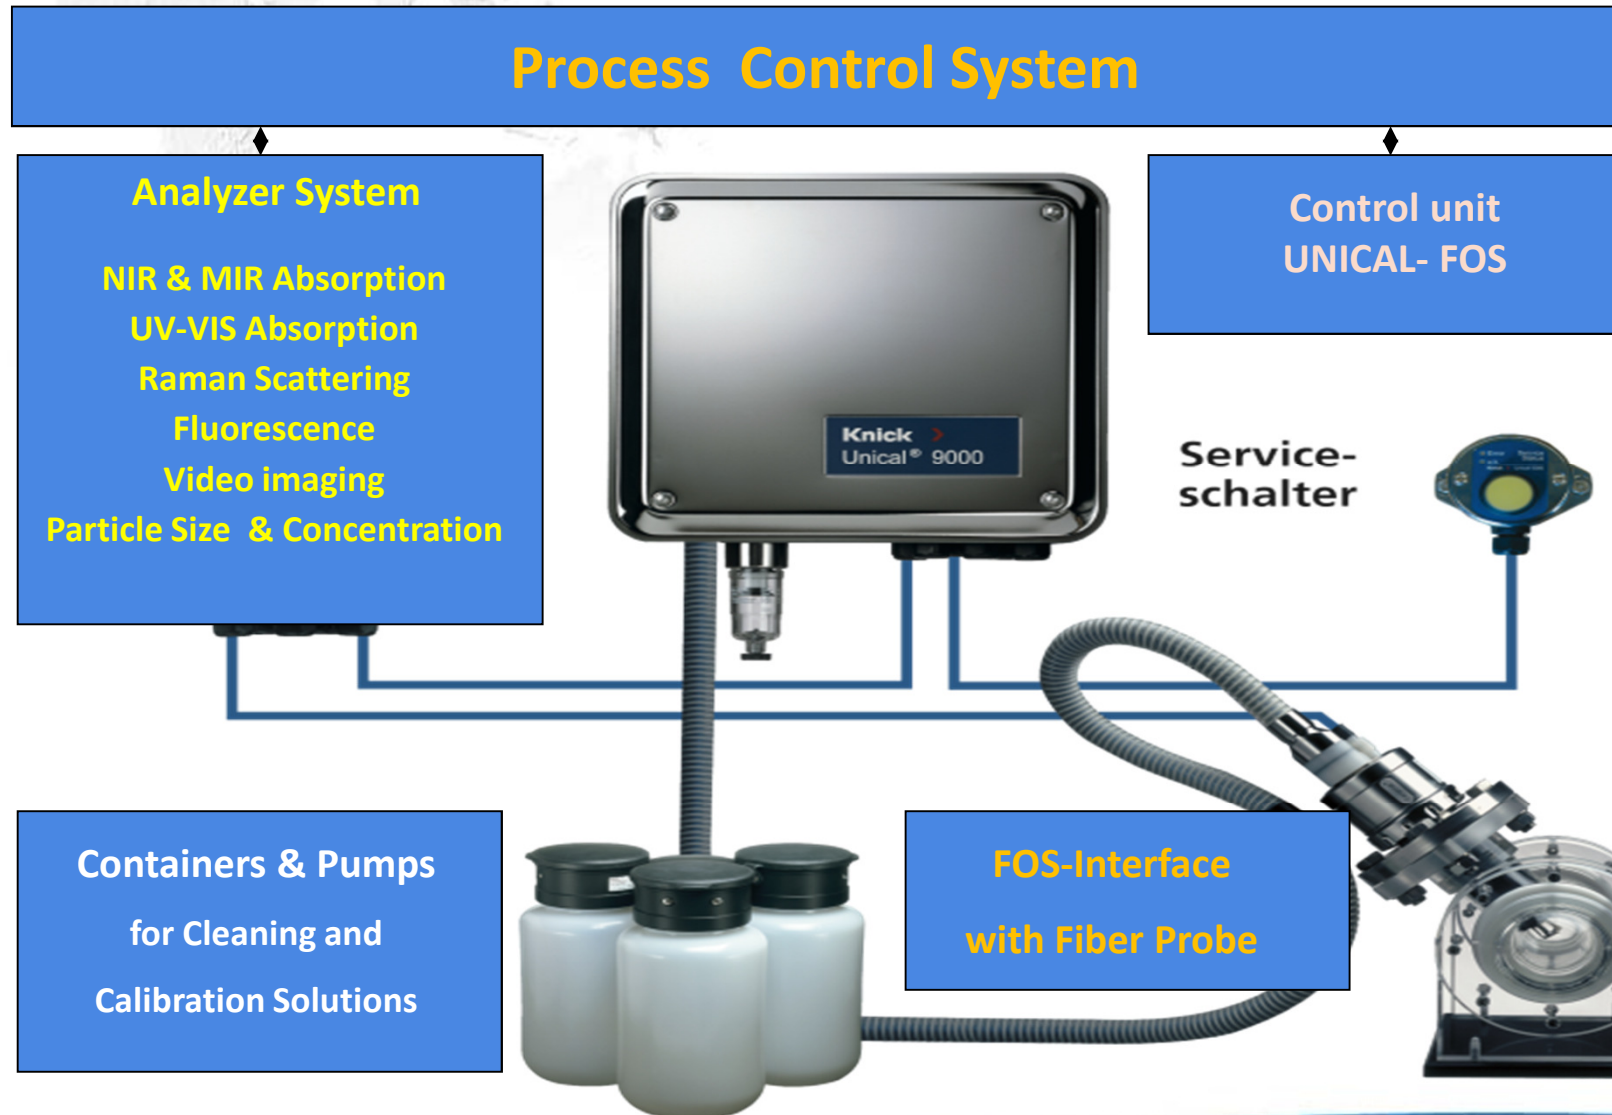 Process Control System
Analyzer System
NIR & MIR Absorption
UV-VIS Absorption
Raman Scattering
Fluorescence
Video imaging
Particle Size & Concentration
Control unit
UNICAL- FOS
Knick >
Unical® 9000
Service-
schalter
Error Service
Containers & Pumps
for Cleaning and
Calibration Solutions
FOS-Interface
with Fiber Probe